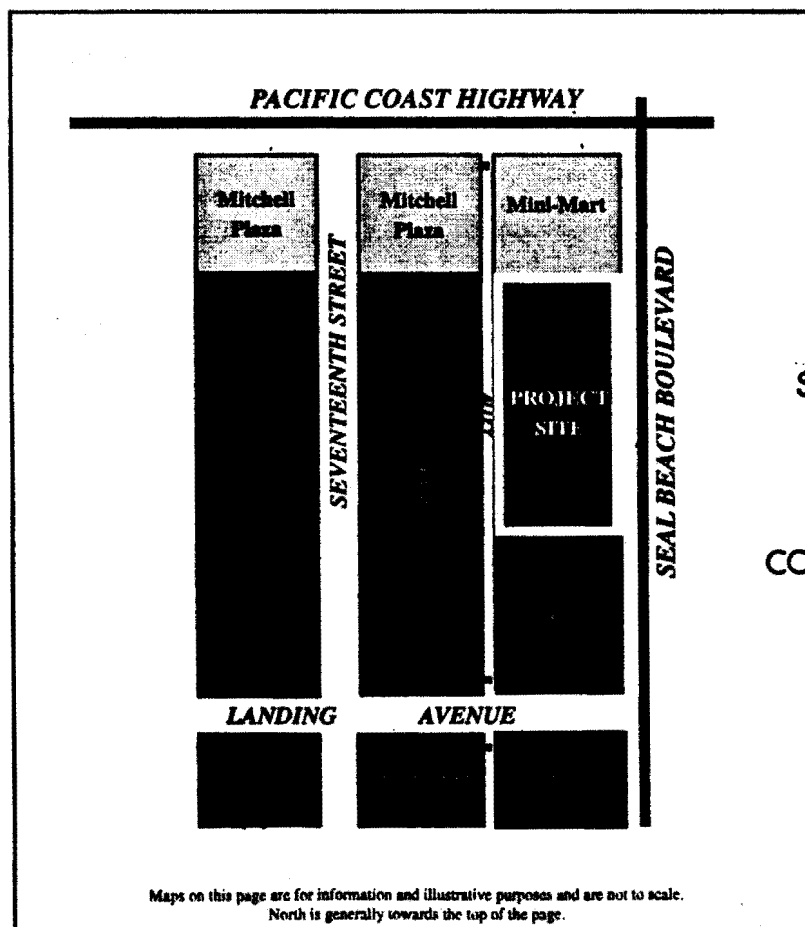 PACIFIC COAST HIGHWAY
Mitchell
Plaza
Mitchell
Plaza
Mini-Mart
SEVENTEENTH STREET
SEAL BEACH BOULEVARD
PROJECT
SITE
CO
LANDING AVENUE
Maps on this page are for information and illustrative purposes and are not to scale.
North is generally towards the top of the page.